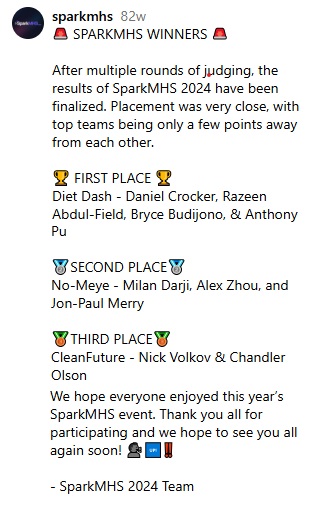 sparkmhs 82w
🚨 SPARKMHS WINNERS 🚨
After multiple rounds of judging, the
results of SparkMHS 2024 have been
finalized. Placement was very close, with
top teams being only a few points away
from each other.
🏆 FIRST PLACE 🏆
Diet Dash - Daniel Crocker, Razeen
Abdul-Field, Bryce Budijono, & Anthony
Pu
🥈SECOND PLACE🥈
No-Meye - Milan Darji, Alex Zhou, and
Jon-Paul Merry
🥉THIRD PLACE🥉
CleanFuture - Nick Volkov & Chandler
Olson
We hope everyone enjoyed this year’s
SparkMHS event. Thank you all for
participating and we hope to see you all
again soon! 🗣️🆙‼️
- SparkMHS 2024 Team